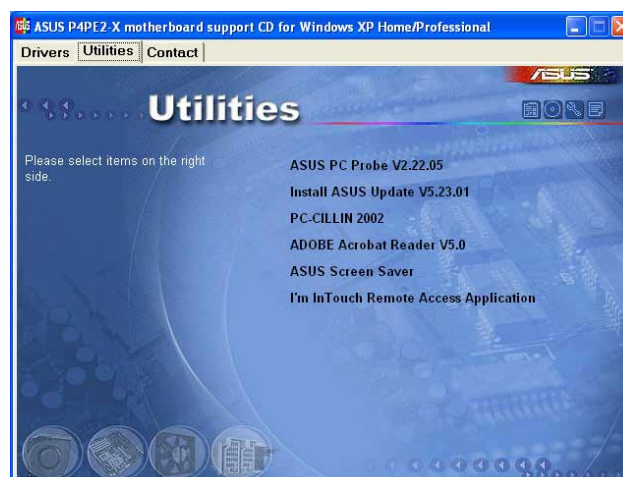 ASUS P4PE2-X motherboard support CD for Windows XP Home/Professional
Drivers Utilities Contact
ASUS
Utilities
Please select items on the right
side.
ASUS PC Probe V2.22.05
Install ASUS Update V5.23.01
PC-CILLIN 2002
ADOBE Acrobat Reader V5.0
ASUS Screen Saver
I'm InTouch Remote Access Application